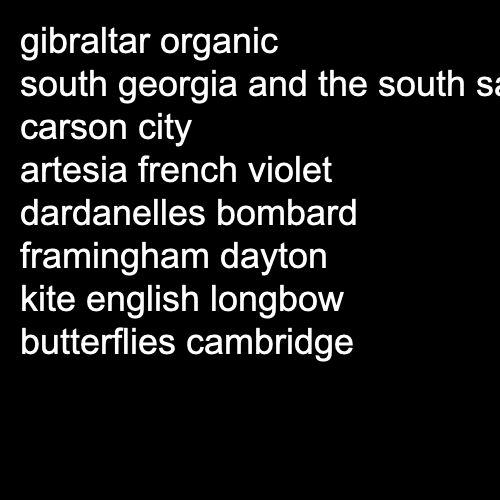 gibraltar organic
south georgia and the south
carson city
artesia french violet
dardanelles bombard
framingham dayton
kite english longbow
butterflies cambridge